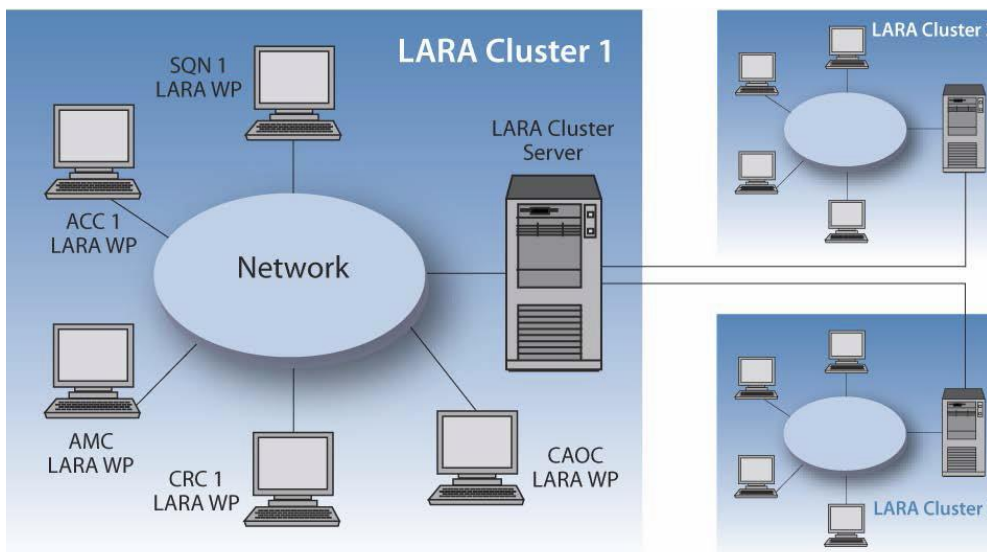 LARA Cluster 1
SQN 1
LARA WP
LARA Cluster
Server
ACC 1
LARA WP
Network
AMC
LARA WP
CRC 1
LARA WP
CAOC
LARA WP
LARA Cluster
LARA Cluster